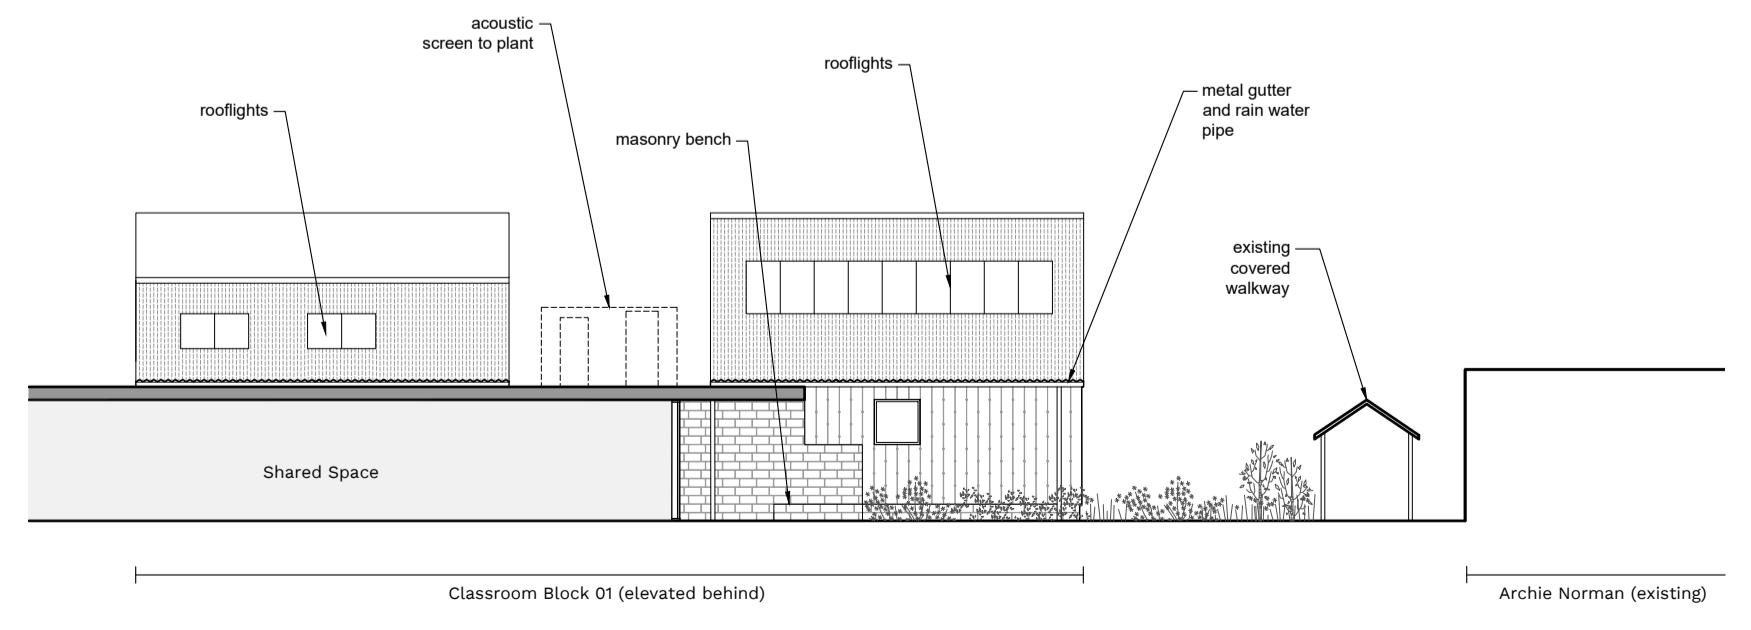 acoustic
screen to plant
rooflights
rooflights
masonry bench
metal gutter
and rain water
pipe
existing
covered
walkway
Shared Space
Classroom Block 01 (elevated behind)
Archie Norman (existing)